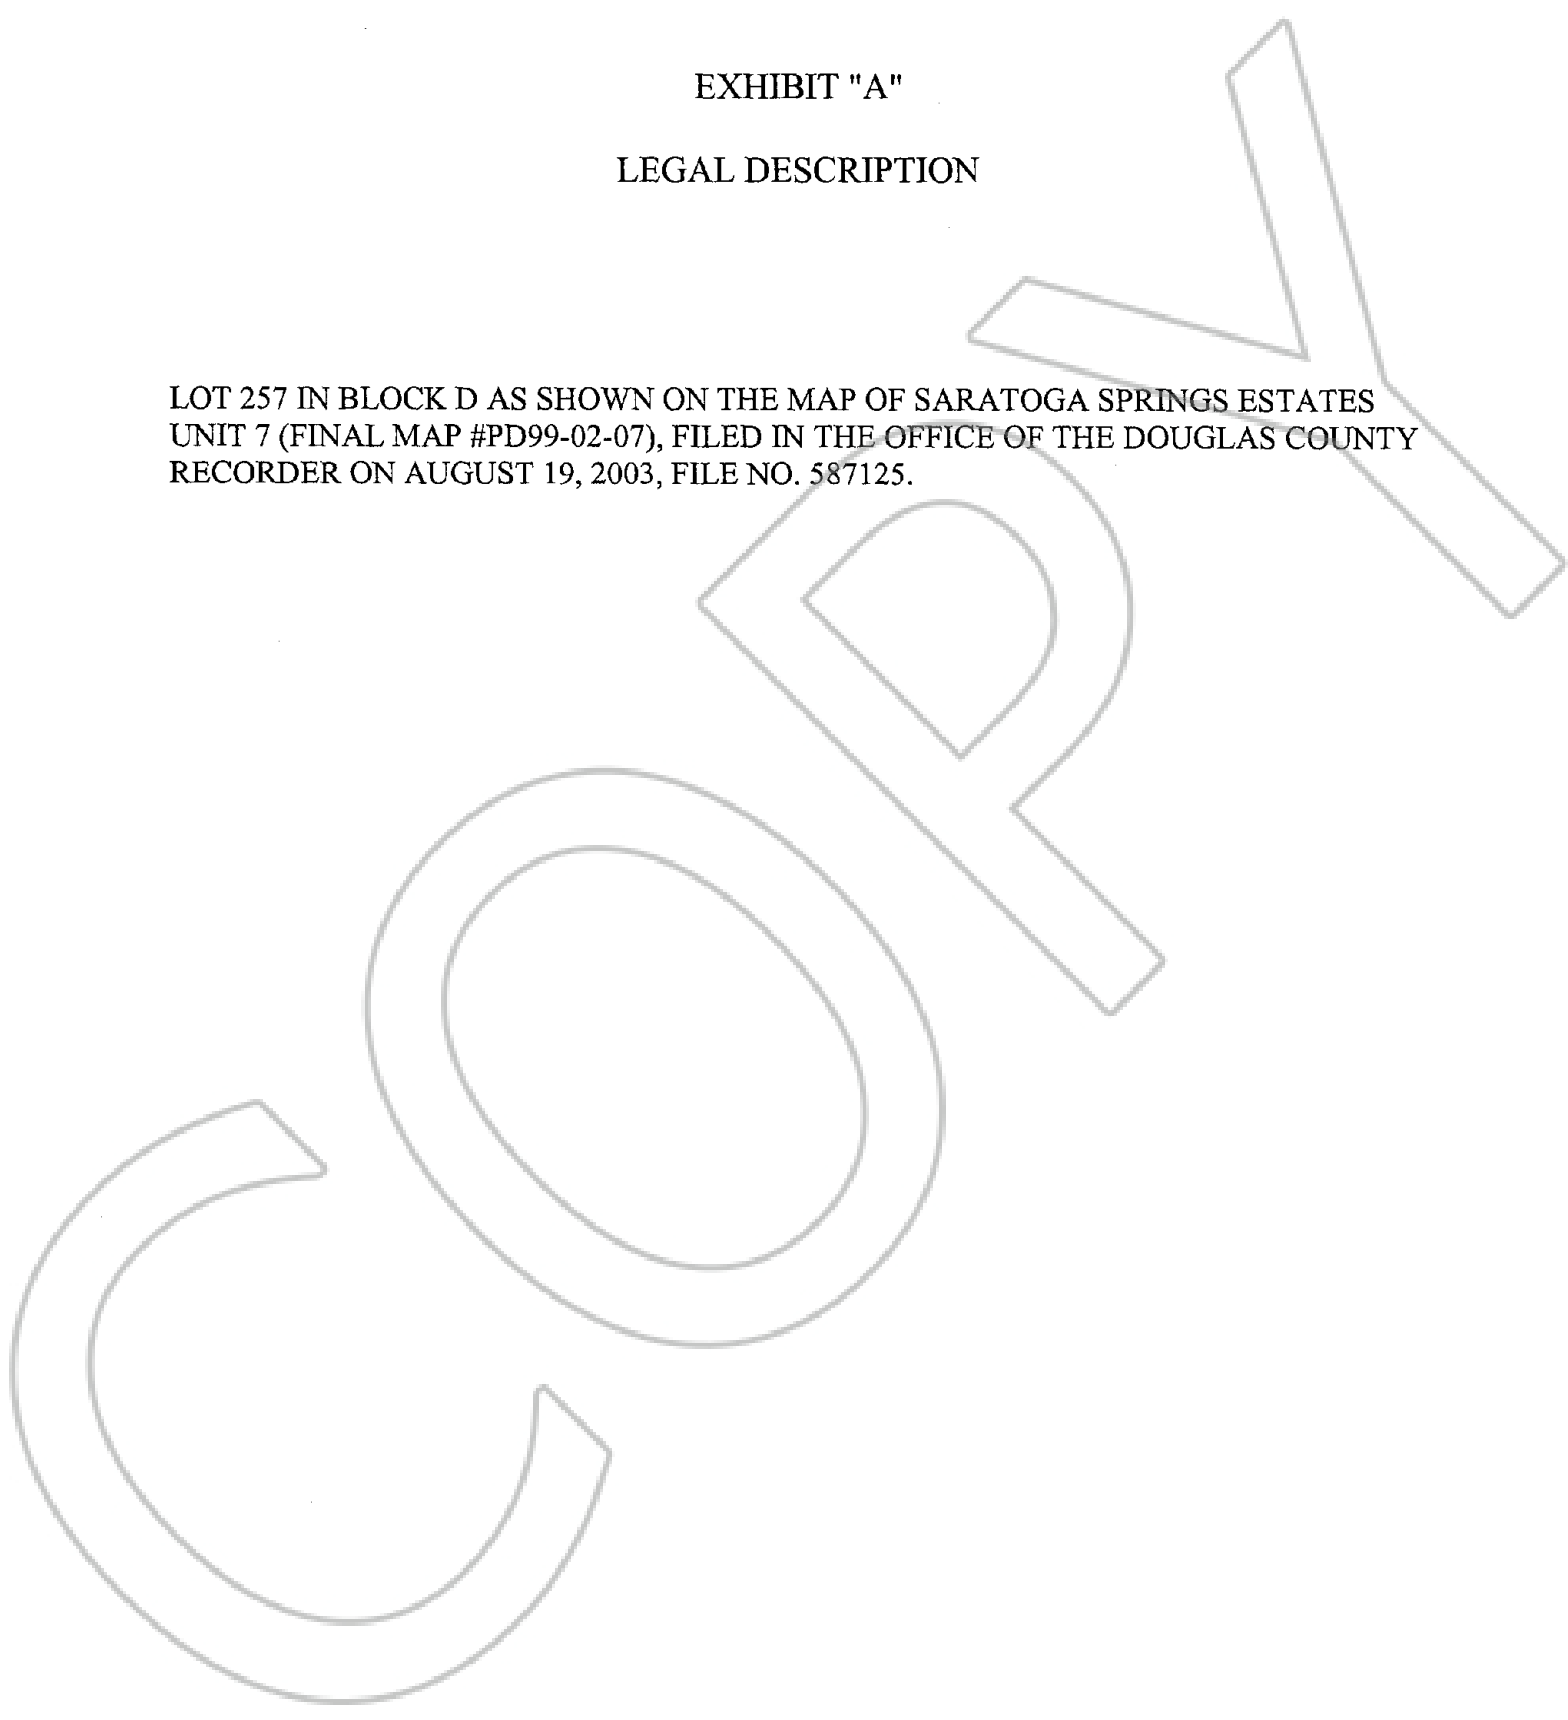 EXHIBIT "A"
LEGAL DESCRIPTION
LOT 257 IN BLOCK D AS SHOWN ON THE MAP OF SARATOGA SPRINGS ESTATES
UNIT 7 (FINAL MAP #PD99-02-07), FILED IN THE OFFICE OF THE DOUGLAS COUNTY
RECORDER ON AUGUST 19, 2003, FILE NO. 587125.
COPY